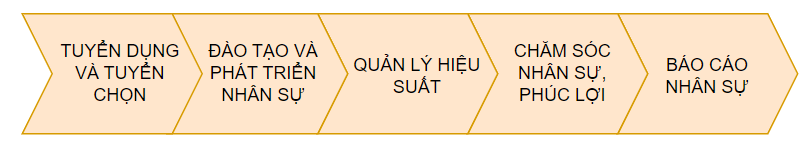 TUYỂN DỤNG
VÀ TUYỂN
CHỌN
ĐÀO TẠO VÀ
PHÁT TRIỂN
NHÂN SỰ
QUẢN LÝ HIỆU
SUẤT
CHĂM SÓC
NHÂN SỰ,
PHÚC LỢI
BÁO CÁO
NHÂN SỰ